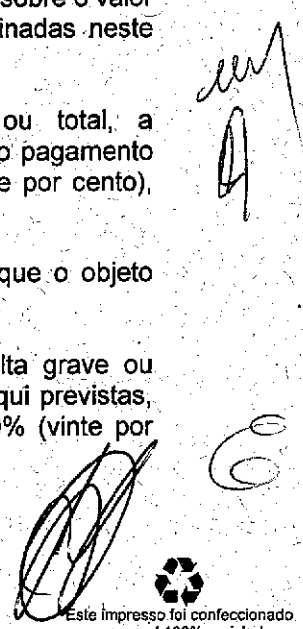 sobre o valor
inadas neste
ou total, a
o pagamento
e por cento),
que o objeto
lta grave ou
qui previstas,
% (vinte por
Este impresso foi confeccionado